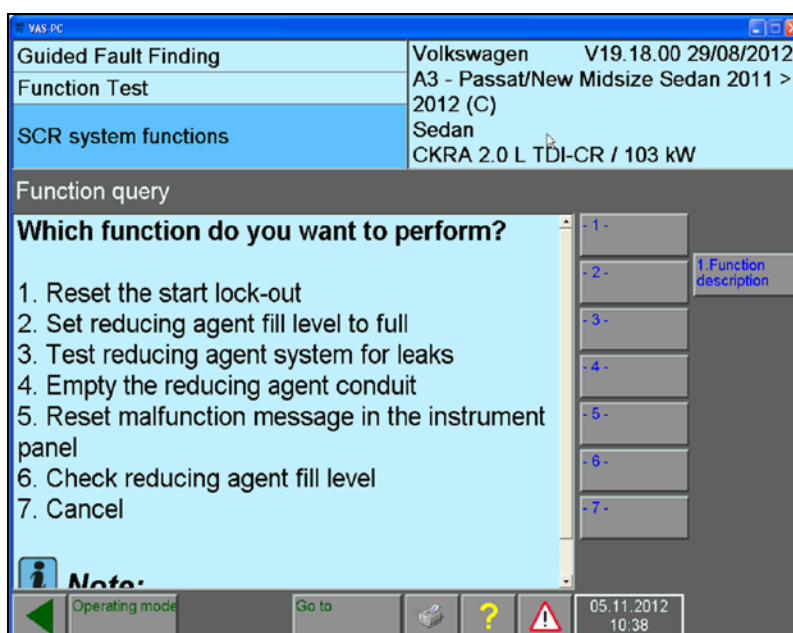 VAS PC
Guided Fault Finding
Function Test
SCR system functions
Volkswagen V19.18.00 29/08/2012
A3 - Passat/New Midsize Sedan 2011 >
2012 (C)
Sedan
CKRA 2.0 L TDI-CR / 103 kW
Function query
Which function do you want to perform?
1. Reset the start lock-out
2. Set reducing agent fill level to full
3. Test reducing agent system for leaks
4. Empty the reducing agent conduit
5. Reset malfunction message in the instrument
panel
6. Check reducing agent fill level
7. Cancel
Note:
- 1 -
- 2 -
- 3 -
- 4 -
- 5 -
- 6 -
- 7 -
1.Function
description
Operating mode
Go to
?
05.11.2012
10:38